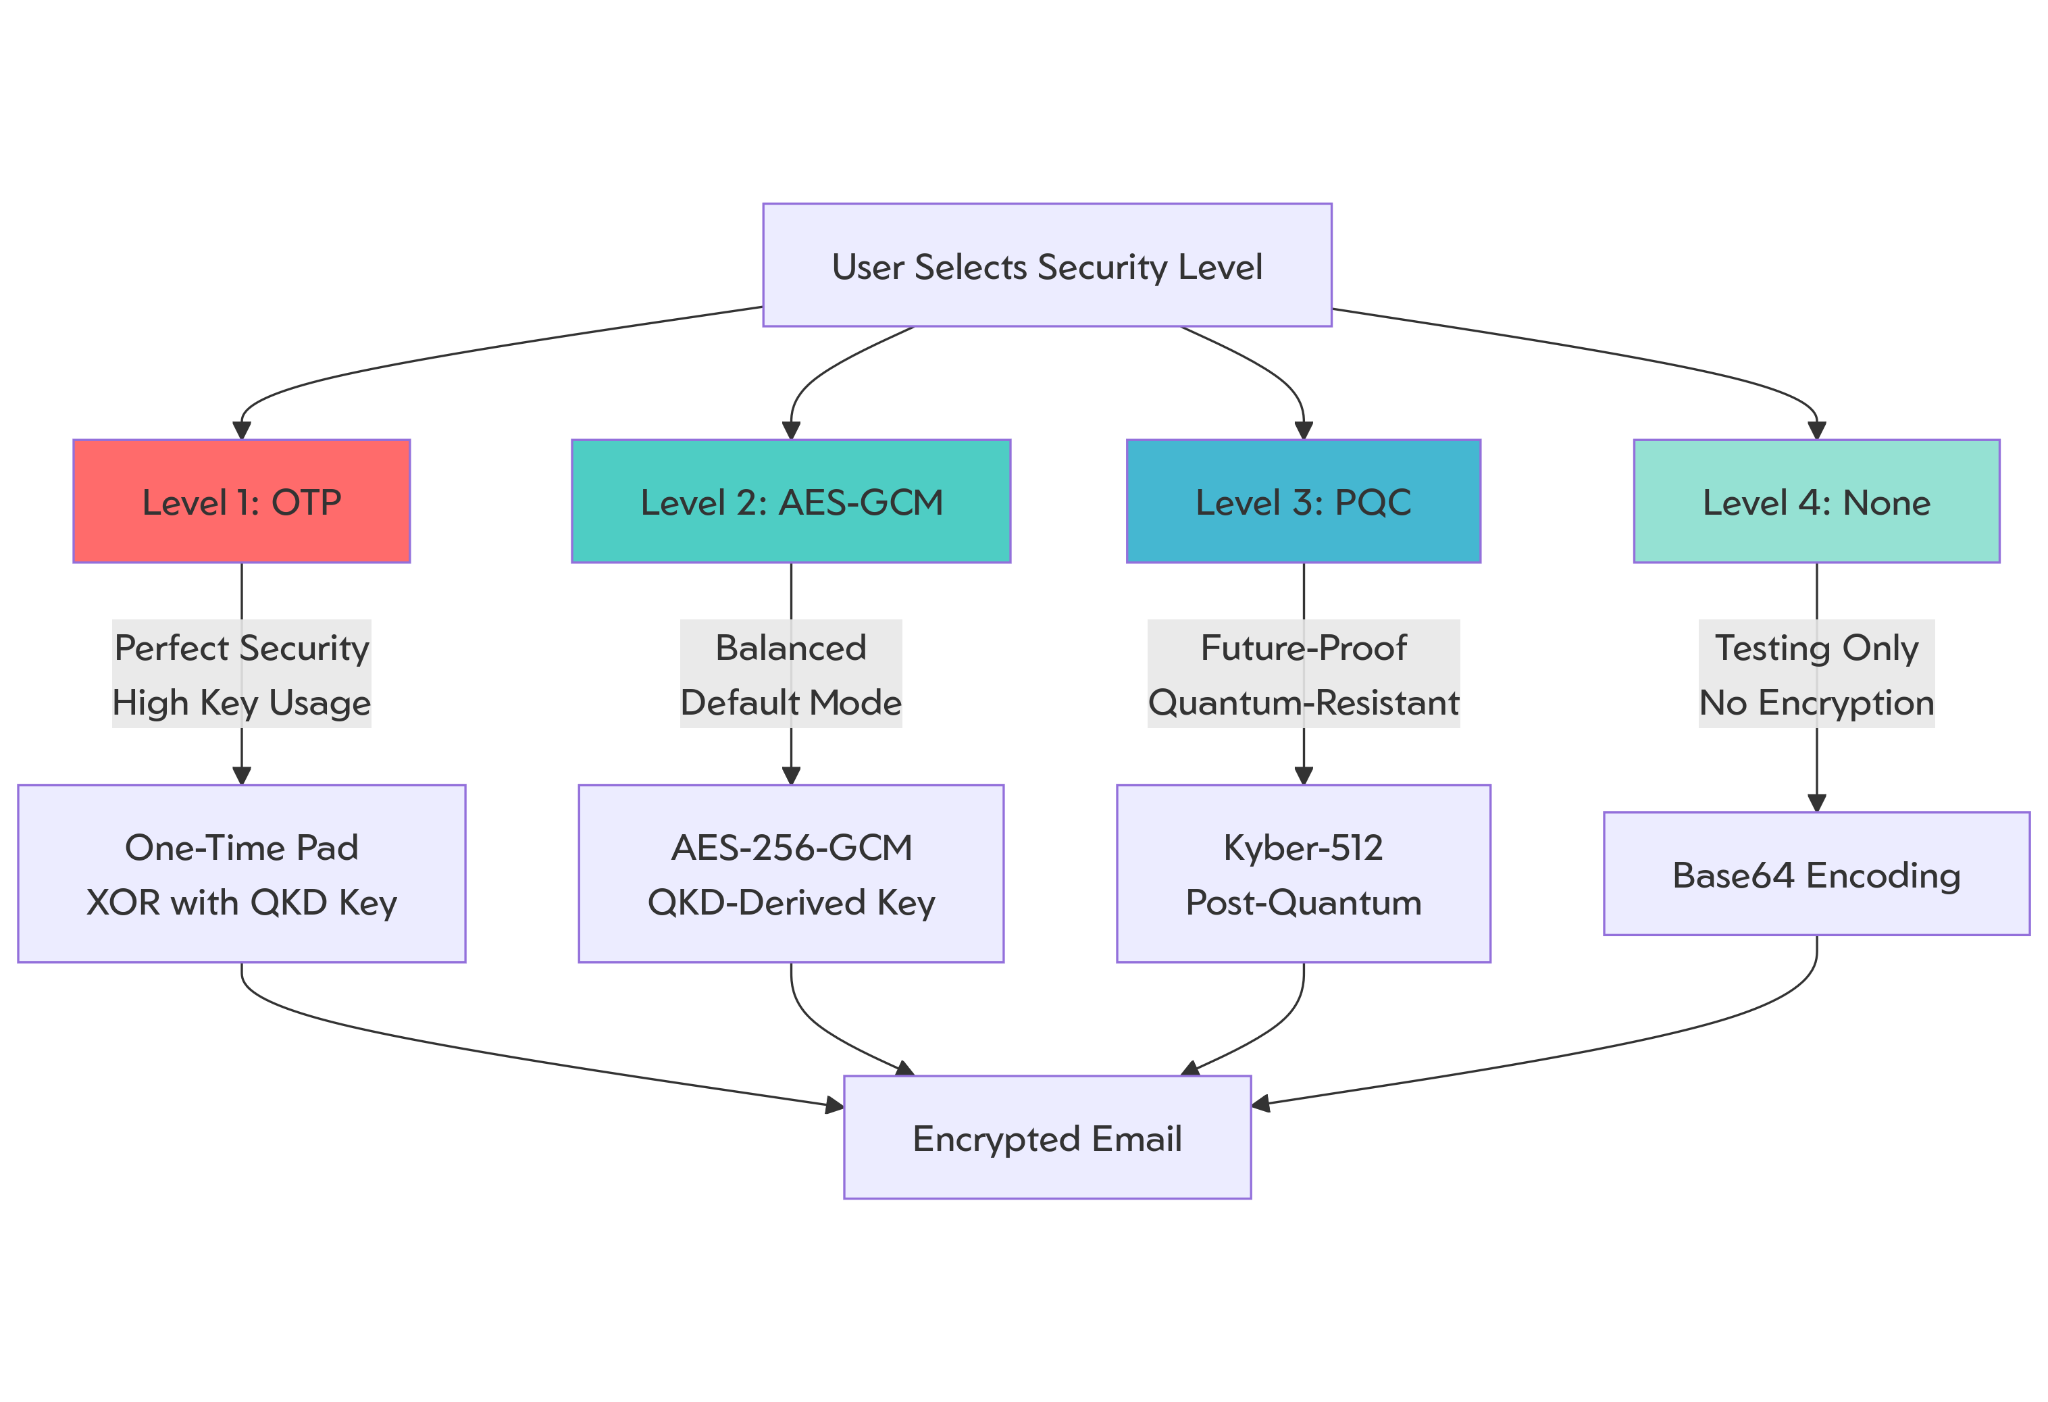 User Selects Security Level
Level 1: OTP
Level 2: AES-GCM
Level 3: PQC
Level 4: None
Perfect Security
High Key Usage
Balanced
Default Mode
Future-Proof
Quantum-Resistant
Testing Only
No Encryption
One-Time Pad
XOR with QKD Key
AES-256-GCM
QKD-Derived Key
Kyber-512
Post-Quantum
Base64 Encoding
Encrypted Email